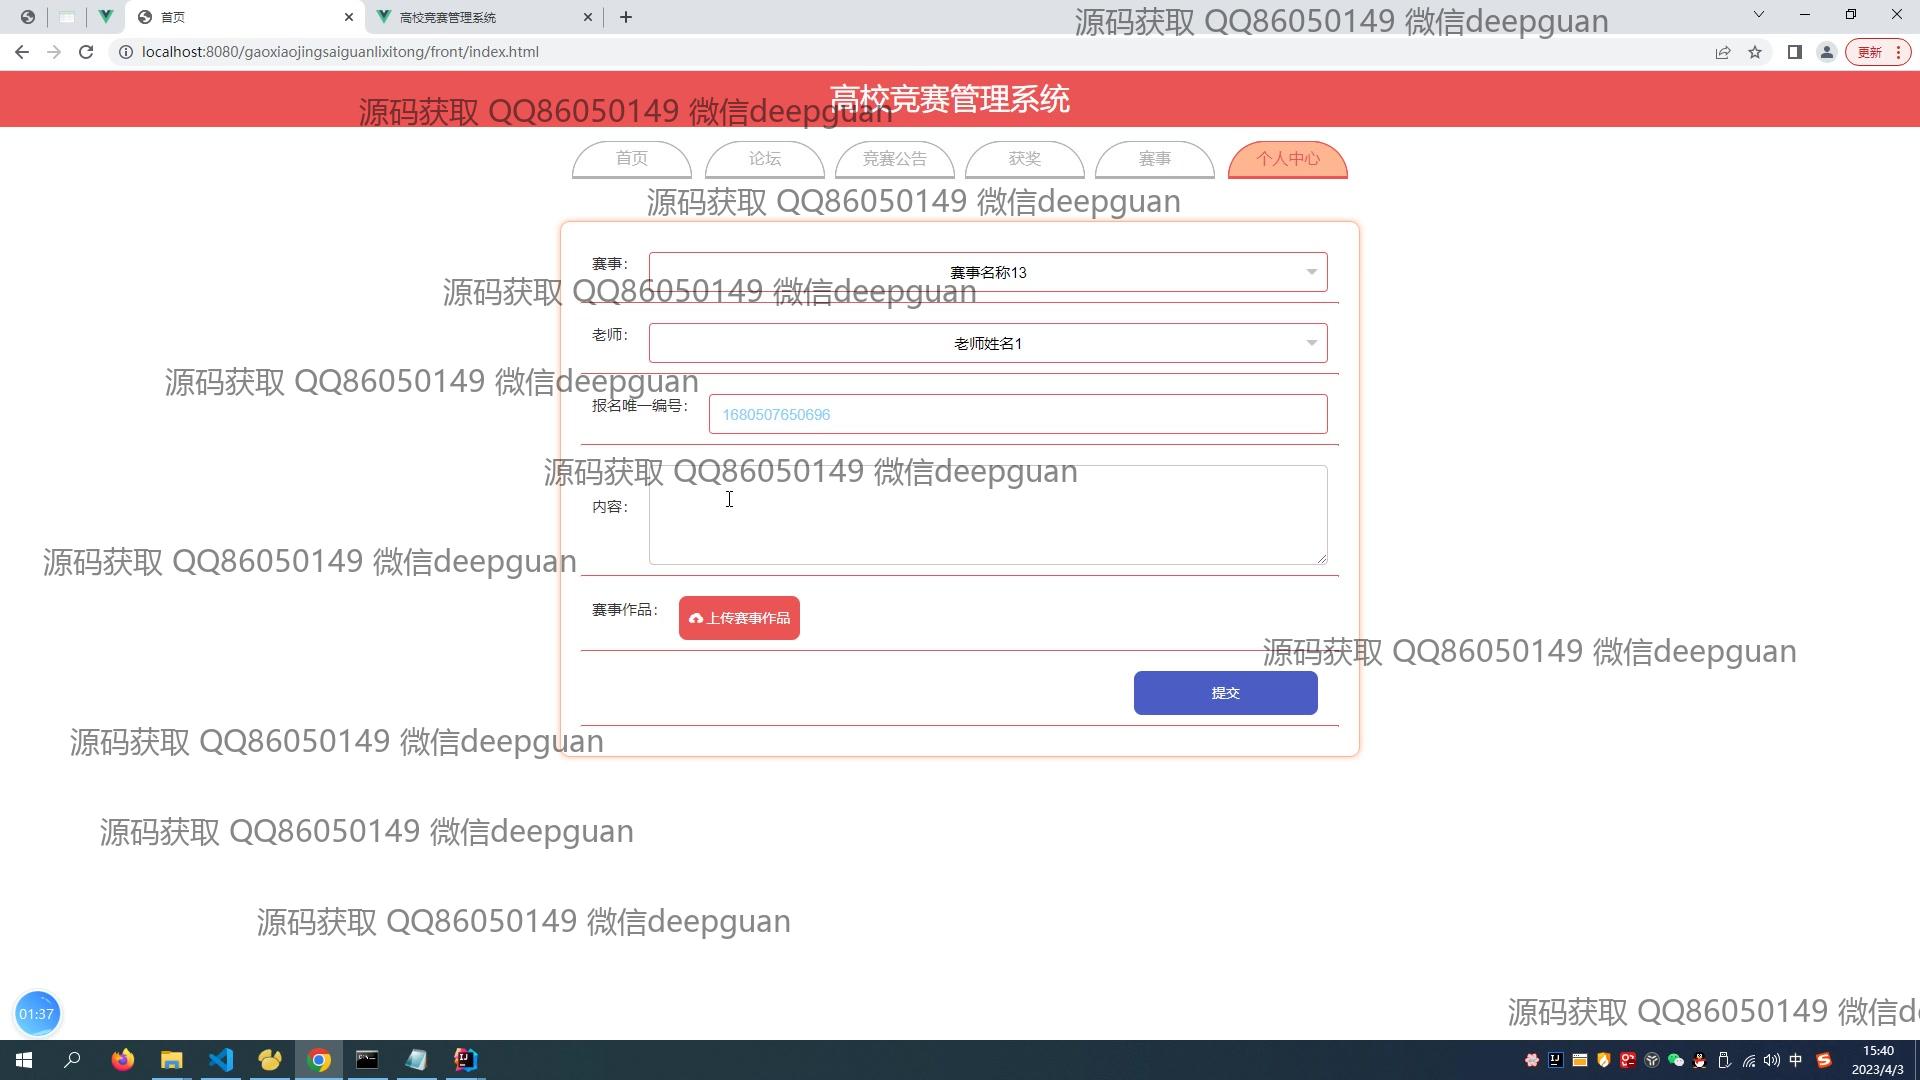 首页
高校竞赛管理系统
源码获取 QQ86050149 微信deepguan
localhost:8080/gaoxiaojingsaiguanlixitong/front/index.html
更新
高校竞赛管理系统
源码获取 QQ86050149 微信deepguan
首页
论坛
竞赛公告
获奖
赛事
个人中心
源码获取 QQ86050149 微信deepguan
赛事：
赛事名称13
源码获取 QQ86050149 微信deepguan
老师：
老师姓名1
源码获取 QQ86050149 微信deepguan
报名唯一编号：
1680507650696
源码获取 QQ86050149 微信deepguan
内容：
源码获取 QQ86050149 微信deepguan
赛事作品：
上传赛事作品
源码获取 QQ86050149 微信deepguan
提交
源码获取 QQ86050149 微信deepguan
源码获取 QQ86050149 微信deepguan
源码获取 QQ86050149 微信deepguan
01:37
源码获取 QQ86050149 微信d
中
15:40
2023/4/3